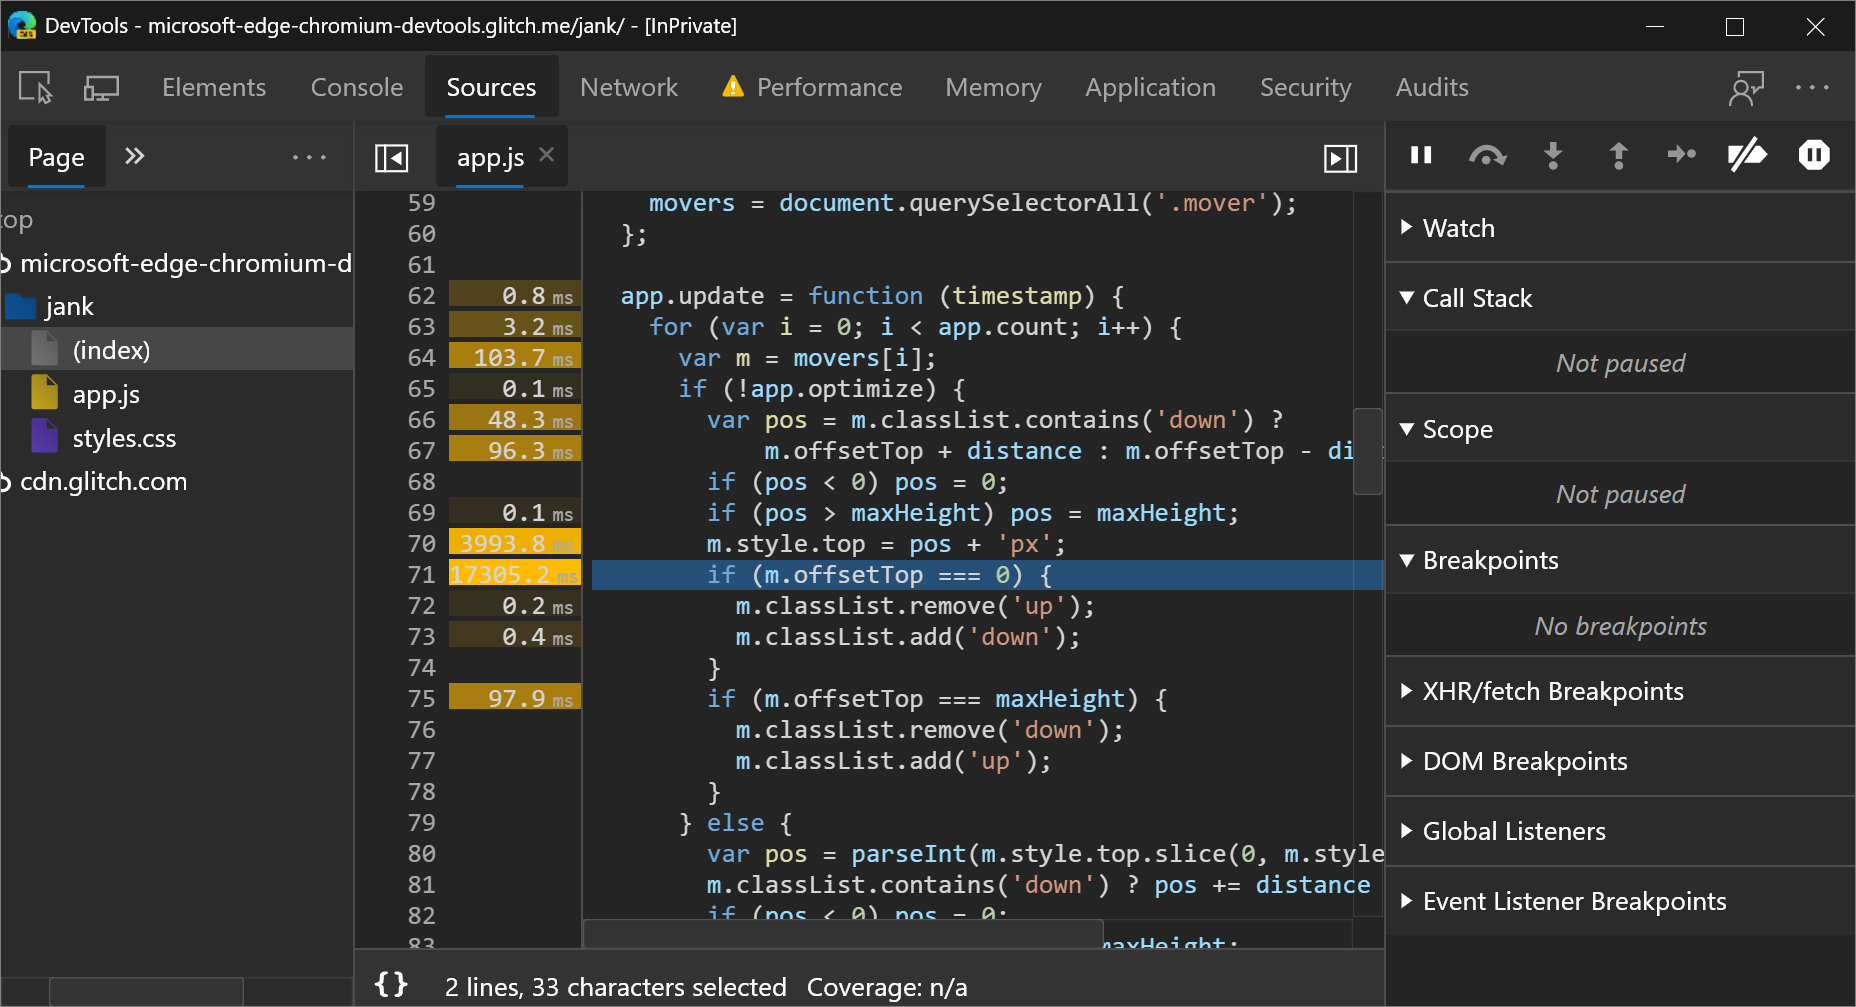 DevTools - microsoft-edge-chromium-devtools.glitch.me/jank/ - [InPrivate]
Elements Console Sources Network Performance Memory Application Security Audits
Page
app.js
top
microsoft-edge-chromium-d
jank
(index)
app.js
styles.css
cdn.glitch.com
59 movers = document.querySelectorAll('.mover');
60 };
61
62 0.8 ms app.update = function (timestamp) {
63 3.2 ms for (var i = 0; i < app.count; i++) {
64 103.7 ms var m = movers[i];
65 0.1 ms if (!app.optimize) {
66 48.3 ms var pos = m.classList.contains('down') ?
67 96.3 ms m.offsetTop + distance : m.offsetTop - di
68 if (pos < 0) pos = 0;
69 0.1 ms if (pos > maxHeight) pos = maxHeight;
70 3993.8 ms m.style.top = pos + 'px';
71 17305.2 ms if (m.offsetTop === 0) {
72 0.2 ms m.classList.remove('up');
73 0.4 ms m.classList.add('down');
74 }
75 97.9 ms if (m.offsetTop === maxHeight) {
76 m.classList.remove('down');
77 m.classList.add('up');
78 }
79 } else {
80 var pos = parseInt(m.style.top.slice(0, m.style
81 m.classList.contains('down') ? pos += distance
82 if (pos < 0) pos = 0;
83 maxHeight;
{} 2 lines, 33 characters selected Coverage: n/a
Watch
Call Stack
Not paused
Scope
Not paused
Breakpoints
No breakpoints
XHR/fetch Breakpoints
DOM Breakpoints
Global Listeners
Event Listener Breakpoints